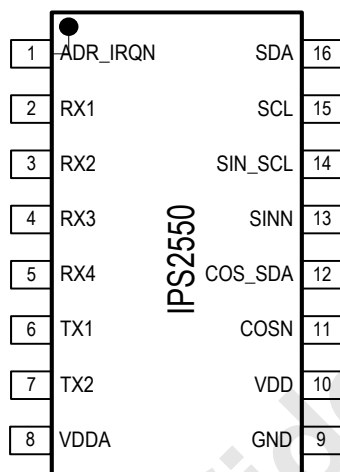 1 ADR_IRQN SDA 16
2 RX1 SCL 15
3 RX2 SIN_SCL 14
4 RX3 SINN 13
IPS2550
5 RX4 COS_SDA 12
6 TX1 COSN 11
7 TX2 VDD 10
8 VDDA GND 9